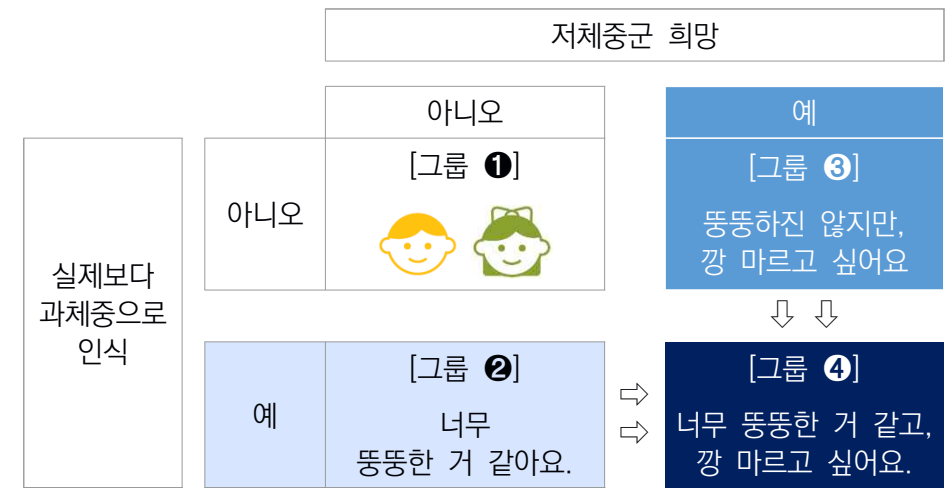 저체중군 희망
아니오
예
실제보다
과체중으로
인식
아니오
[그룹 ❶]
[그룹 ❸]
뚱뚱하진 않지만,
깡 마르고 싶어요
⇩ ⇩
예
[그룹 ❷]
너무
뚱뚱한 거 같아요.
⇨
⇨
[그룹 ❹]
너무 뚱뚱한 거 같고,
깡 마르고 싶어요.